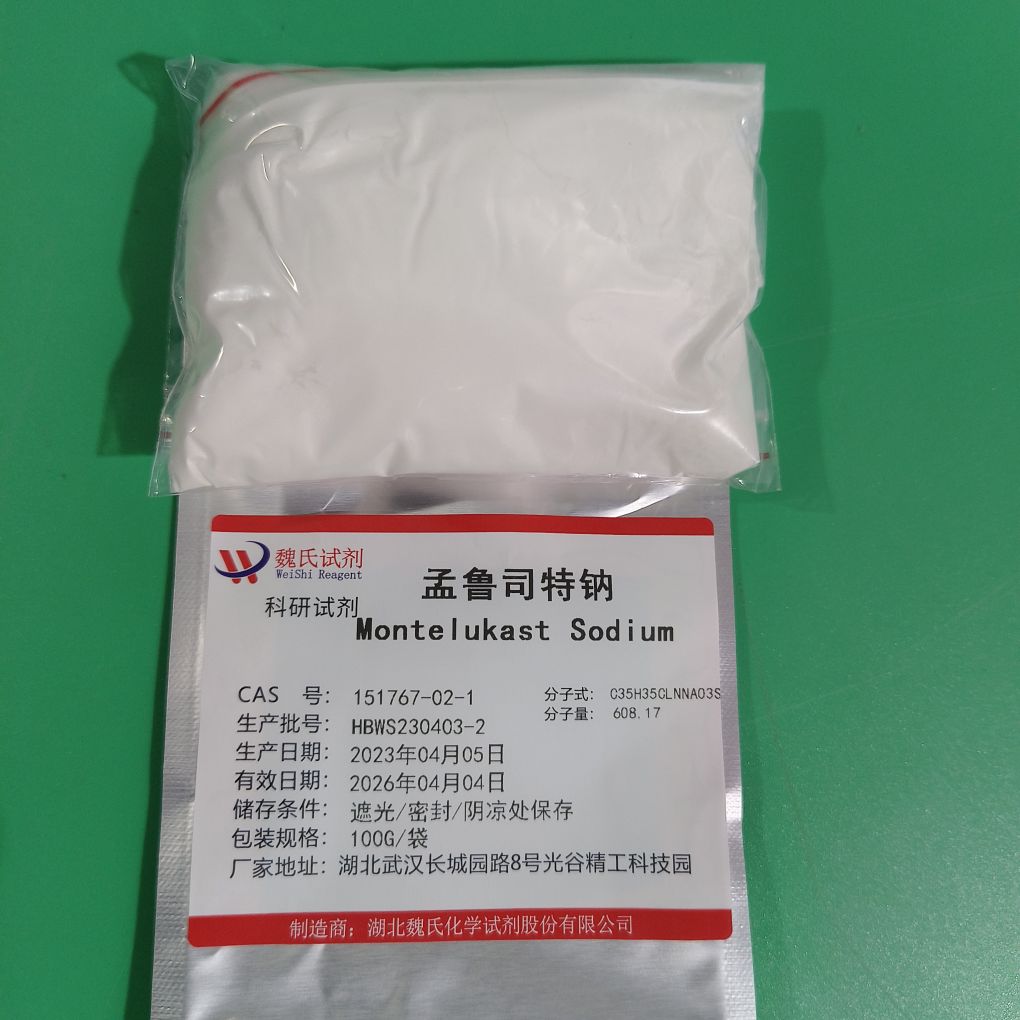 魏氏试剂
WeiShi Reagent
科研试剂
孟鲁司特钠
Montelukast Sodium
CAS 号: 151767-02-1
分子式: C35H35CLNNAO3S
生产批号: HBWS230403-2
分子量: 608.17
生产日期: 2023年04月05日
有效日期: 2026年04月04日
储存条件: 遮光/密封/阴凉处保存
包装规格: 100G/袋
厂家地址: 湖北武汉长城园路8号光谷精工科技园
制造商: 湖北魏氏化学试剂股份有限公司